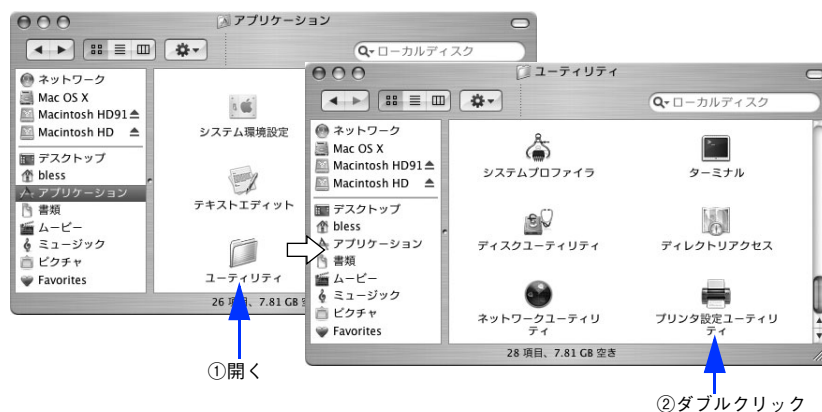 アプリケーション
ローカルディスク
ネットワーク
Mac OS X
Macintosh HD91
Macintosh HD
デスクトップ
bless
アプリケーション
書類
ムービー
ミュージック
ピクチャ
Favorites
システム環境設定
テキストエディット
ユーティリティ
26 項、7.81 GB
①開く
ユーティリティ
ローカルディスク
ネットワーク
Mac OS X
Macintosh HD91
Macintosh HD
デスクトップ
bless
アプリケーション
書類
ムービー
ミュージック
ピクチャ
Favorites
システムプロファイラ
ターミナル
ディスクユーティリティ
ディレクトリアクセス
ネットワークユーティリ
ティ
プリンタ設定ユーティリ
ティ
28 項目、7.81 GB 空き
②ダブルクリック